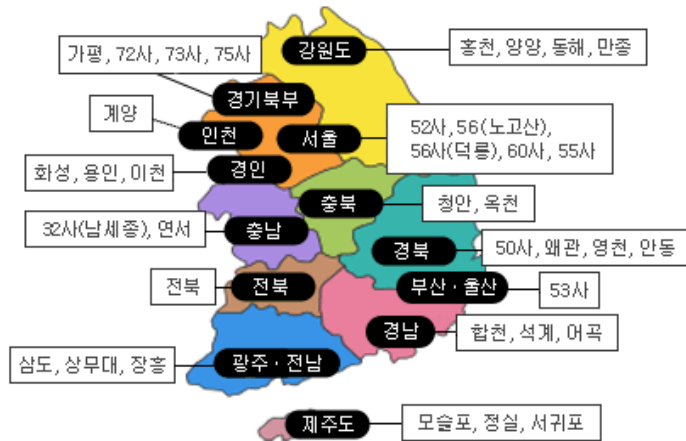 강원도
홍천, 양양, 동해, 만종
가평, 72사, 73사, 75사
경기북부
계양
인천
서울
52사, 56(노고산),
56사(덕릉), 60사, 55사
화성, 용인, 이천
경인
충북
청안, 옥천
32사(남세종), 연서
충남
경북
50사, 왜관, 영천, 안동
전북
전북
부산·울산
53사
경남
합천, 석계, 어곡
삼도, 상무대, 장흥
광주·전남
제주도
모슬포, 정실, 서귀포